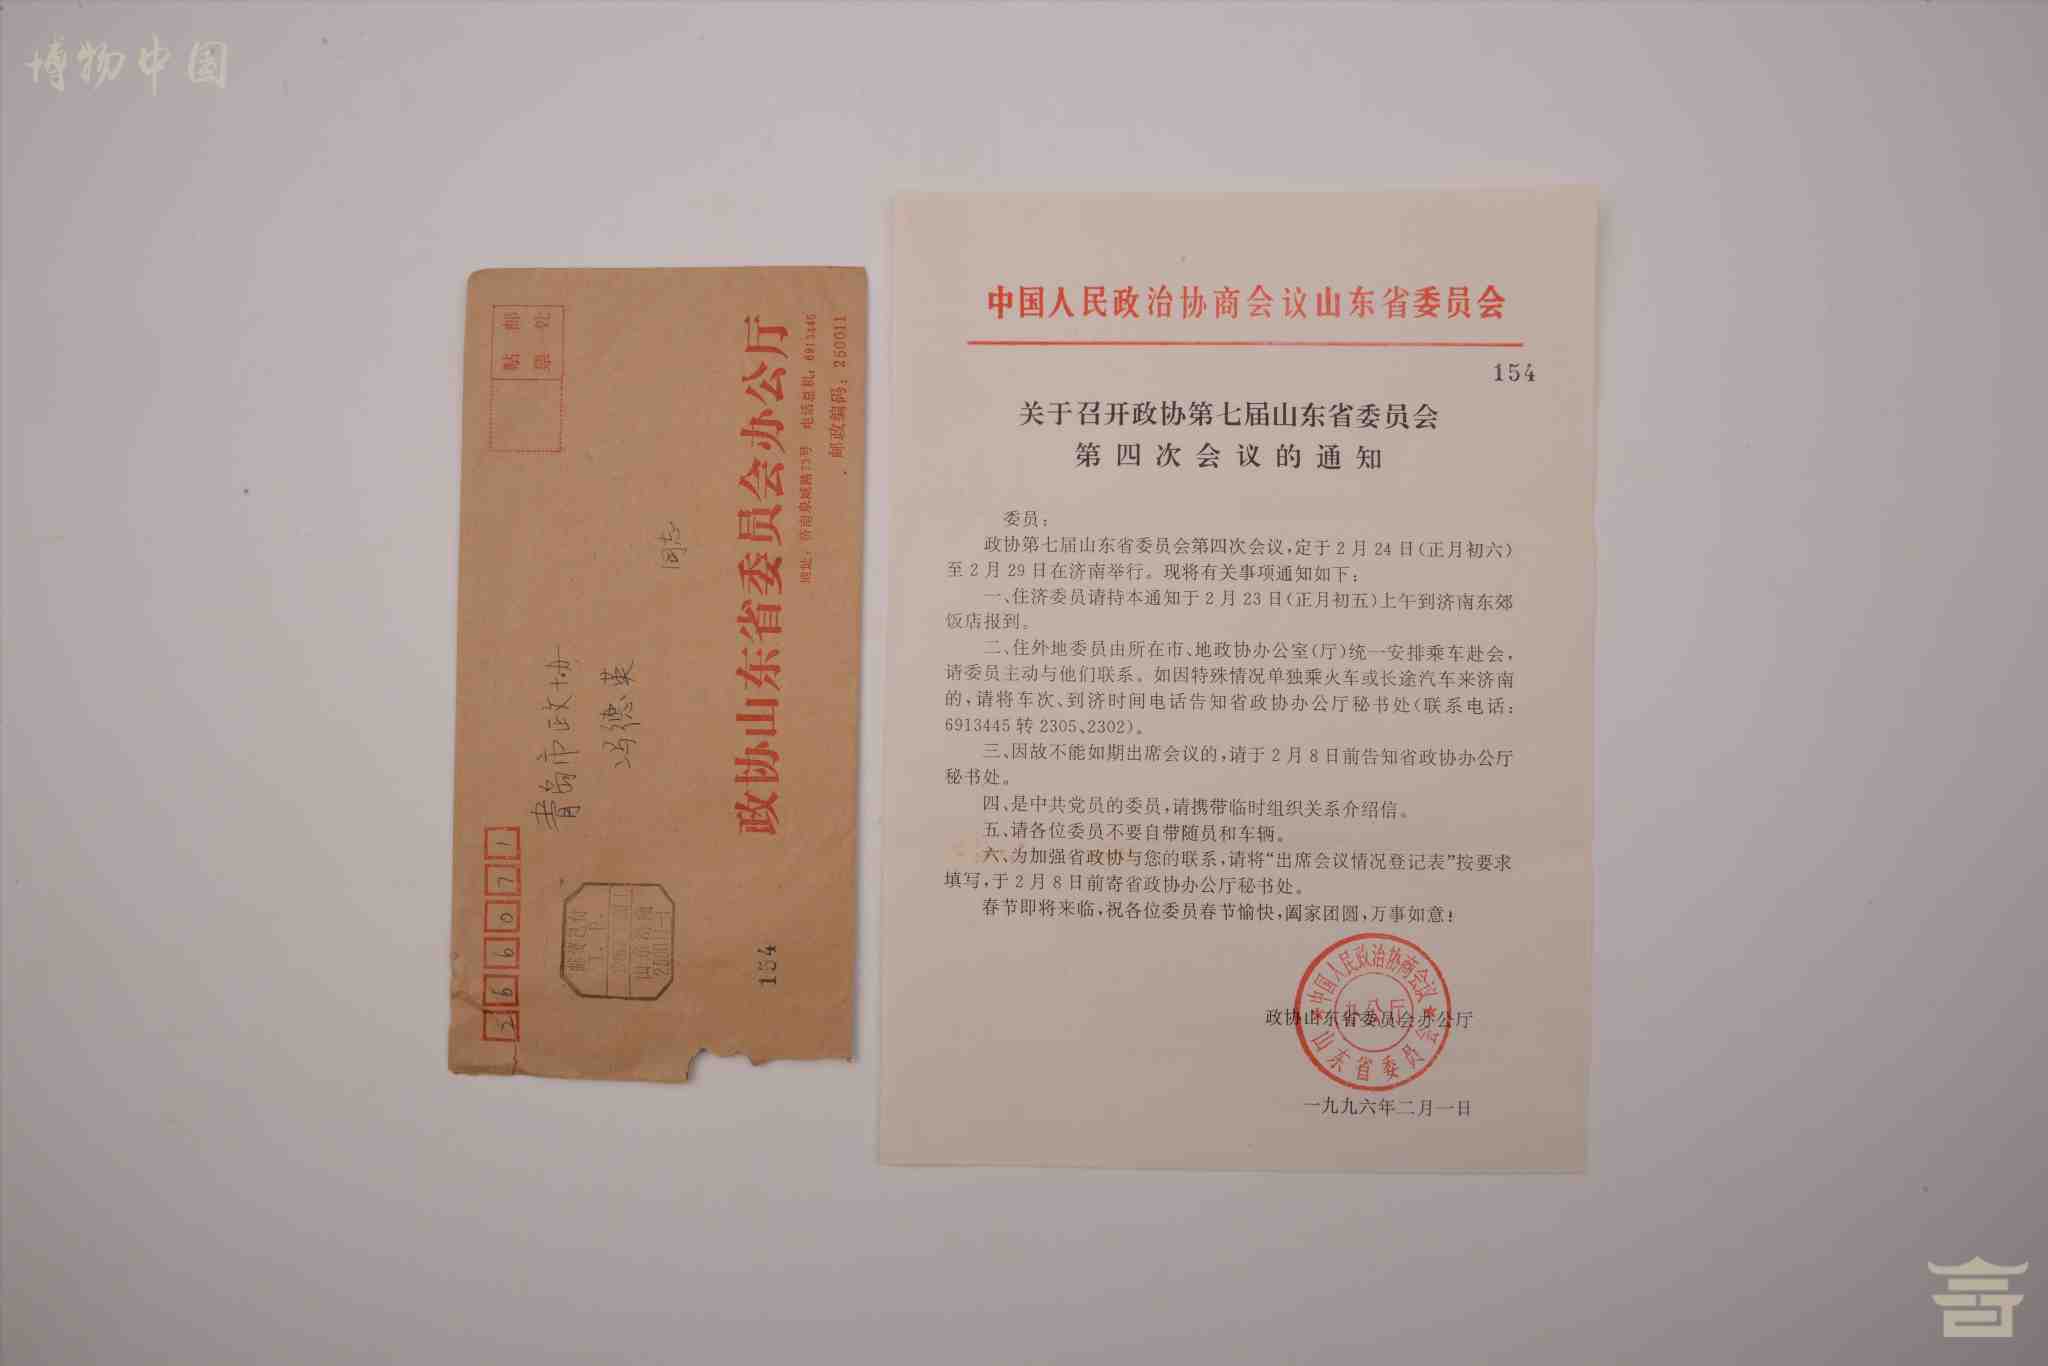 博物中国
266071
帖邮
票处
青岛市政协
冯德英
同志
邮资已付
T.P.
山东济南
154
政协山东省委员会办公厅
地址：济南泉城路73号 电话总机：6913445
邮政编码：250011
中国人民政治协商会议山东省委员会
154
关于召开政协第七届山东省委员会
第四次会议的通知
委员：
政协第七届山东省委员会第四次会议，定于2月24日（正月初六）
至2月29日在济南举行。现将有关事项通知如下：
一、住济委员请持本通知于2月23日（正月初五）上午到济南东郊
饭店报到。
二、住外地委员由所在市、地政协办公室（厅）统一安排乘车赴会，
请委员主动与他们联系。如因特殊情况单独乘火车或长途汽车来济南
的，请将车次、到济时间电话告知省政协办公厅秘书处（联系电话：
6913445转2305、2302）。
三、因故不能如期出席会议的，请于2月8日前告知省政协办公厅
秘书处。
四、是中共党员的委员，请携带临时组织关系介绍信。
五、请各位委员不要自带随员和车辆。
六、为加强省政协与您的联系，请将“出席会议情况登记表”按要求
填写，于2月8日前寄省政协办公厅秘书处。
春节即将来临，祝各位委员春节愉快，阖家团圆，万事如意！
政协山东省委员会办公厅
中国人民政治协商会议
办公厅
山东省委员会
一九九六年二月一日